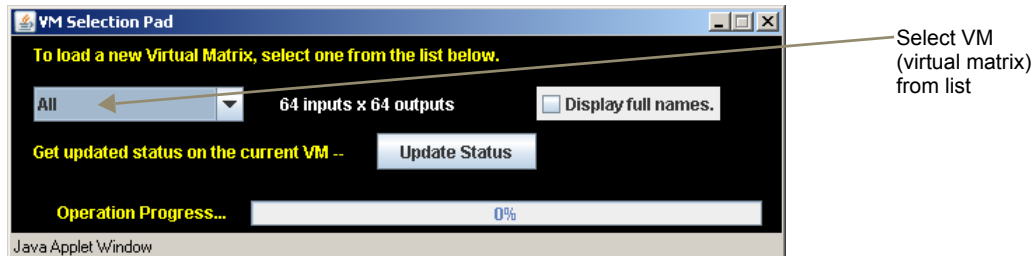 VM Selection Pad
To load a new Virtual Matrix, select one from the list below.
All
64 inputs x 64 outputs
Display full names.
Get updated status on the current VM --
Update Status
Operation Progress...
0%
Java Applet Window
Select VM
(virtual matrix)
from list